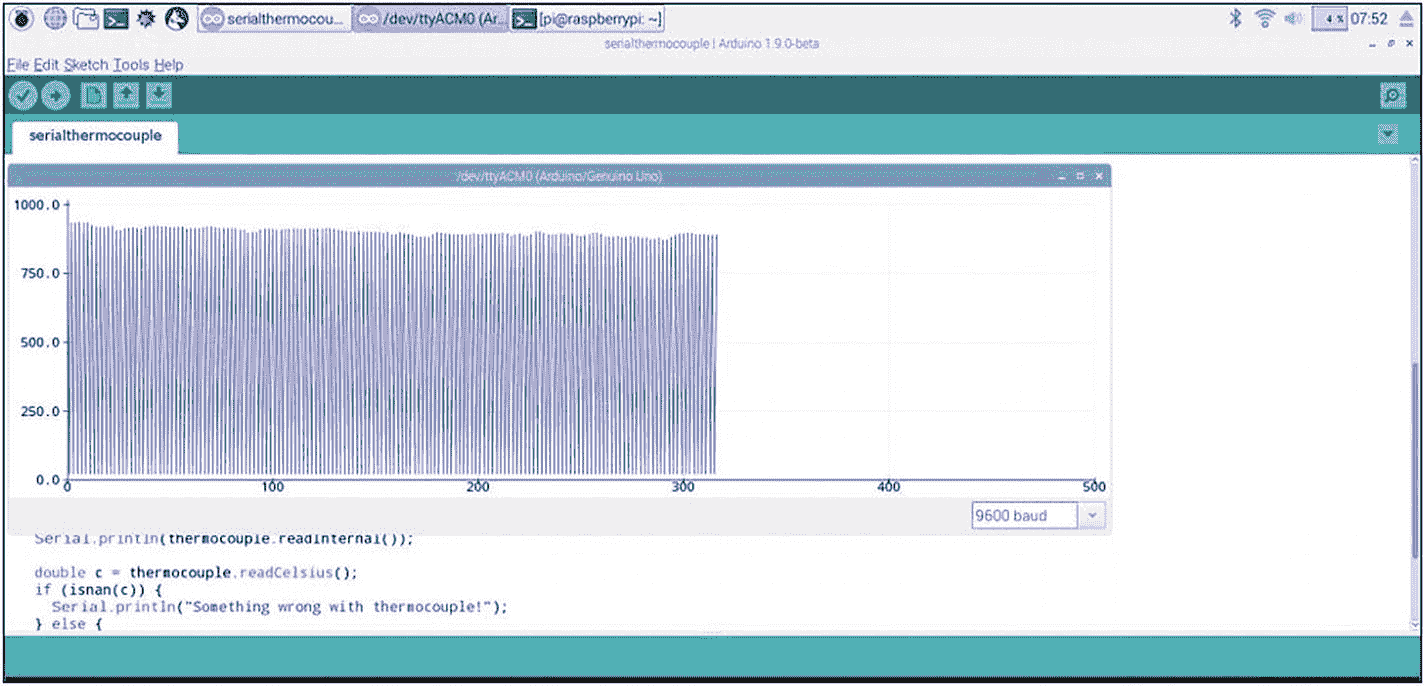 serialthermocou... /dev/ttyACM0 (Ar... [pi@raspberrypi: ~] 4 % 07:52
serialthermocouple | Arduino 1.9.0-beta
File Edit Sketch Tools Help
serialthermocouple
/dev/ttyACM0 (Arduino/Genuino Uno)
1000.0
750.0
500.0
250.0
0.0
0 100 200 300 400 500
9600 baud
Serial.println(thermocouple.readInternal());
double c = thermocouple.readCelsius();
if (isnan(c)) {
Serial.println("Something wrong with thermocouple!");
} else {